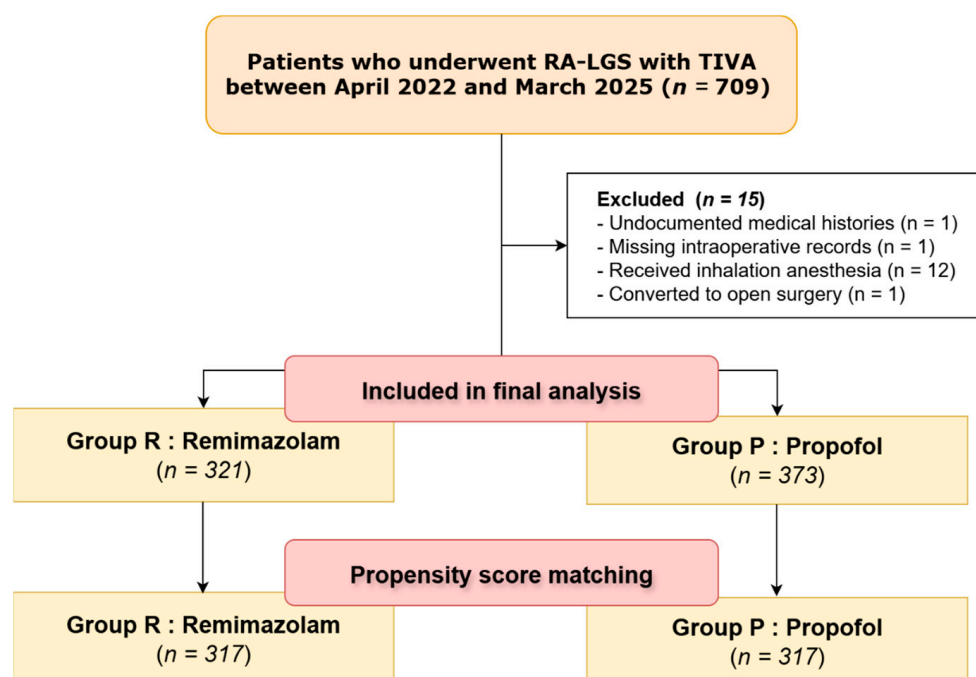 Patients who underwent RA-LGS with TIVA
between April 2022 and March 2025 (n = 709)
Excluded (n = 15)
- Undocumented medical histories (n = 1)
- Missing intraoperative records (n = 1)
- Received inhalation anesthesia (n = 12)
- Converted to open surgery (n = 1)
Included in final analysis
Group R : Remimazolam
(n = 321)
Group P : Propofol
(n = 373)
Propensity score matching
Group R : Remimazolam
(n = 317)
Group P : Propofol
(n = 317)